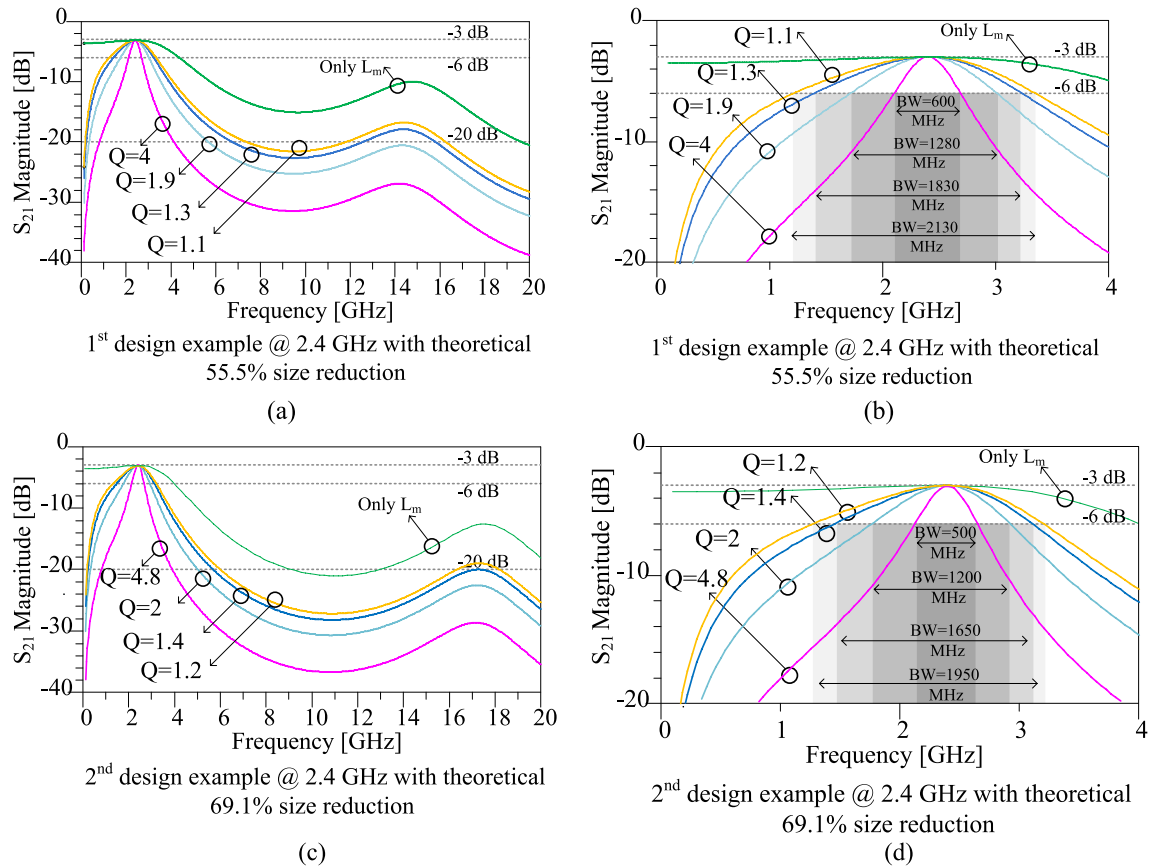 0
-10
-20
-30
-40
S21 Magnitude [dB]
-3 dB
-6 dB
-20 dB
Only Lm
Q=4
Q=1.9
Q=1.3
Q=1.1
0 2 4 6 8 10 12 14 16 18 20
Frequency [GHz]
1st design example @ 2.4 GHz with theoretical
55.5% size reduction
(a)
0
-10
-20
S21 Magnitude [dB]
Only Lm
-3 dB
-6 dB
Q=1.1
Q=1.3
Q=1.9
Q=4
BW=600
MHz
BW=1280
MHz
BW=1830
MHz
BW=2130
MHz
0 1 2 3 4
Frequency [GHz]
1st design example @ 2.4 GHz with theoretical
55.5% size reduction
(b)
0
-10
-20
-30
-40
S21 Magnitude [dB]
-3 dB
-6 dB
-20 dB
Only Lm
Q=4.8
Q=2
Q=1.4
Q=1.2
0 2 4 6 8 10 12 14 16 18 20
Frequency [GHz]
2nd design example @ 2.4 GHz with theoretical
69.1% size reduction
(c)
0
-10
-20
S21 Magnitude [dB]
Only Lm
-3 dB
-6 dB
Q=1.2
Q=1.4
Q=2
Q=4.8
BW=500
MHz
BW=1200
MHz
BW=1650
MHz
BW=1950
MHz
0 1 2 3 4
Frequency [GHz]
2nd design example @ 2.4 GHz with theoretical
69.1% size reduction
(d)